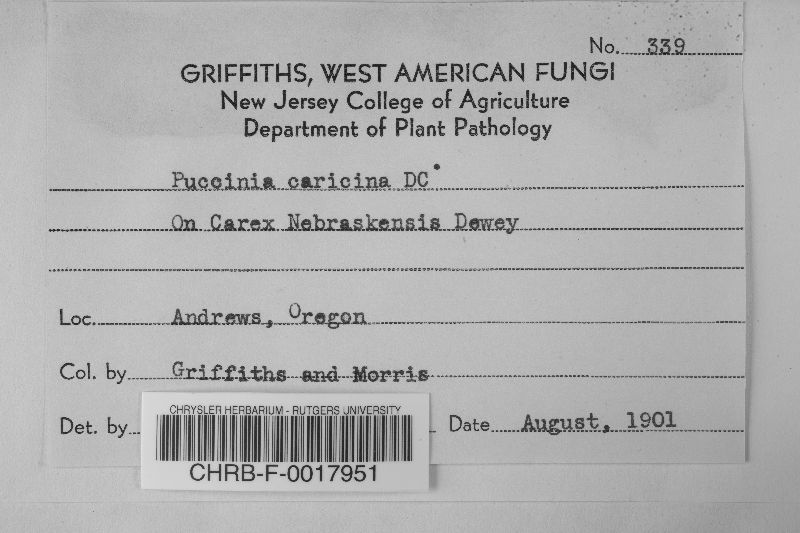 No. 339
GRIFFITHS, WEST AMERICAN FUNGI
New Jersey College of Agriculture
Department of Plant Pathology
Puccinia caricina DC.
On Carex Nebraskensis Dewey
Loc. Andrews, Oregon
Col. by Griffiths and Morris
Det. by Date August, 1901
CHRYSLER HERBARIUM - RUTGERS UNIVERSITY
CHRB-F-0017951